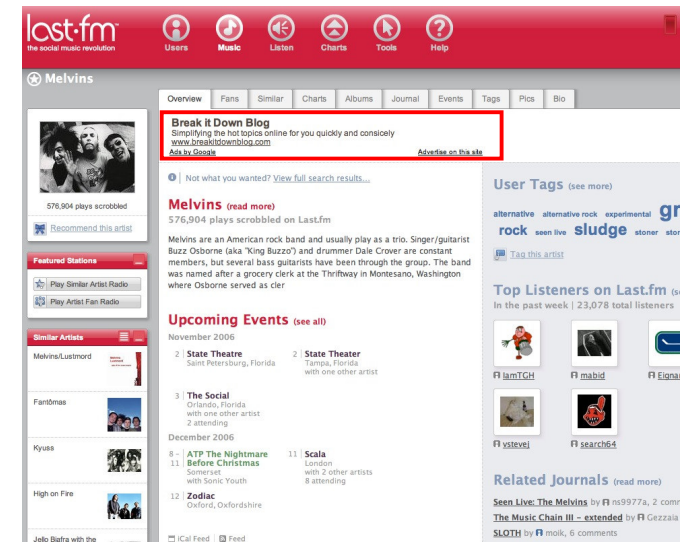 last.fm
the social music revolution
Users Music Listen Charts Tools Help
Melvins
Overview Fans Similar Charts Albums Journal Events Tags Pics Bio
Break it Down Blog
Simplifying the hot topics online for you quickly and consicely
www.breakitdownblog.com
Ads by Google Advertise on this site
576,904 plays scrobbled
Recommend this artist
Featured Stations
Play Similar Artist Radio
Play Artist Fan Radio
Similar Artists
Melvins/Lustmord
Fantômas
Kyuss
High on Fire
Jello Biafra with the
Not what you wanted? View full search results...
Melvins (read more)
576,904 plays scrobbled on Last.fm
Melvins are an American rock band and usually play as a trio. Singer/guitarist
Buzz Osborne (aka "King Buzzo") and drummer Dale Crover are constant
members, but several bass guitarists have been through the group. The band
was named after a grocery clerk at the Thriftway in Montesano, Washington
where Osborne served as cler
Upcoming Events (see all)
November 2006
2 State Theatre
Saint Petersburg, Florida
2 State Theater
Tampa, Florida
with one other artist
3 The Social
Orlando, Florida
with one other artist
2 attending
December 2006
8 - 11 ATP The Nightmare
Before Christmas
Somerset
with Sonic Youth
11 Scala
London
with 2 other artists
8 attending
12 Zodiac
Oxford, Oxfordshire
iCal Feed Feed
User Tags (see more)
alternative alternative rock experimental
rock seen live sludge stoner
Tag this artist
Top Listeners on Last.fm
In the past week | 23,078 total listeners
IamTGH mabid
vstevej search64
Related Journals (read more)
Seen Live: The Melvins by ns9977a, 2
The Music Chain III - extended by Gezzaia
SLOTH by moik, 6 comments